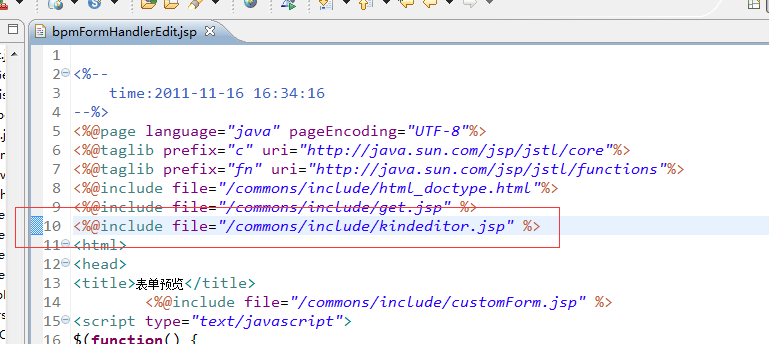 bpmFormHandlerEdit.jsp
1
2 <%--
3 time:2011-11-16 16:34:16
4 --%>
5 <%@page language="java" pageEncoding="UTF-8"%>
6 <%@taglib prefix="c" uri="http://java.sun.com/jsp/jstl/core"%>
7 <%@taglib prefix="fn" uri="http://java.sun.com/jsp/jstl/functions"%>
8 <%@include file="/commons/include/html_doctype.html"%>
9 <%@include file="/commons/include/get.jsp" %>
10 <%@include file="/commons/include/kindeditor.jsp" %>
11 <html>
12 <head>
13 <title>表单预览</title>
14 <%@include file="/commons/include/customForm.jsp" %>
15 <script type="text/javascript">
16 $(function() {